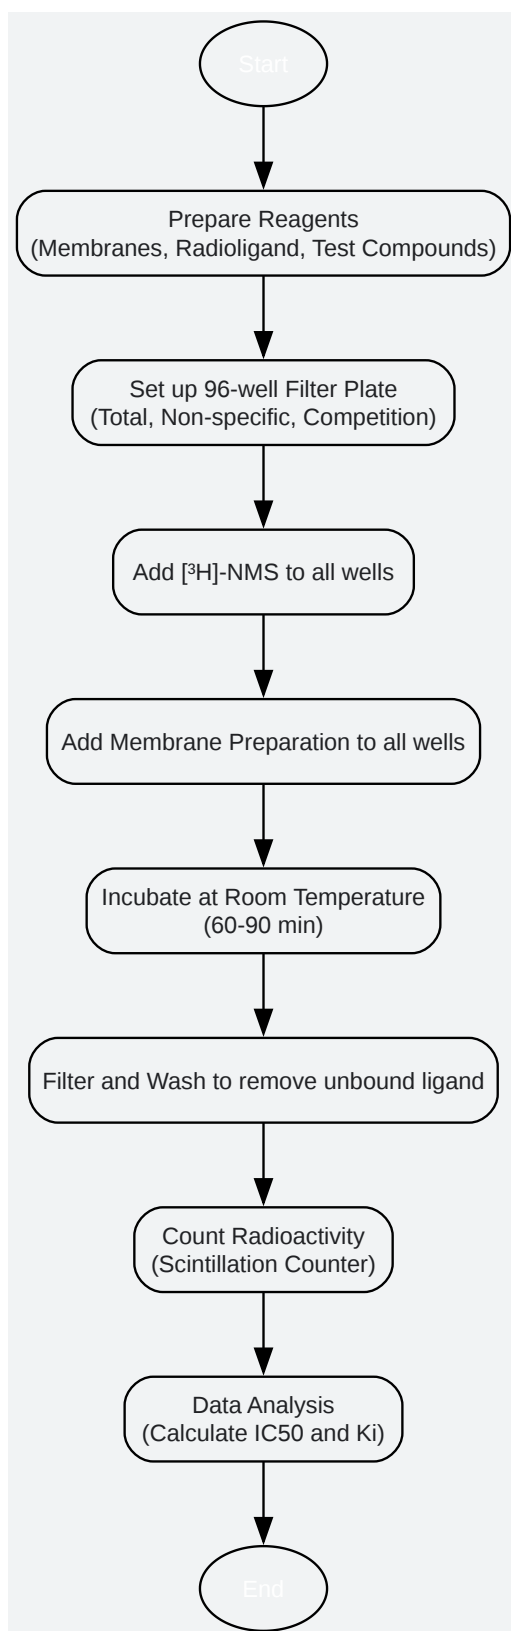 Start
Prepare Reagents
(Membranes, Radioligand, Test Compounds)
Set up 96-well Filter Plate
(Total, Non-specific, Competition)
Add [³H]-NMS to all wells
Add Membrane Preparation to all wells
Incubate at Room Temperature
(60-90 min)
Filter and Wash to remove unbound ligand
Count Radioactivity
(Scintillation Counter)
Data Analysis
(Calculate IC50 and Ki)
End